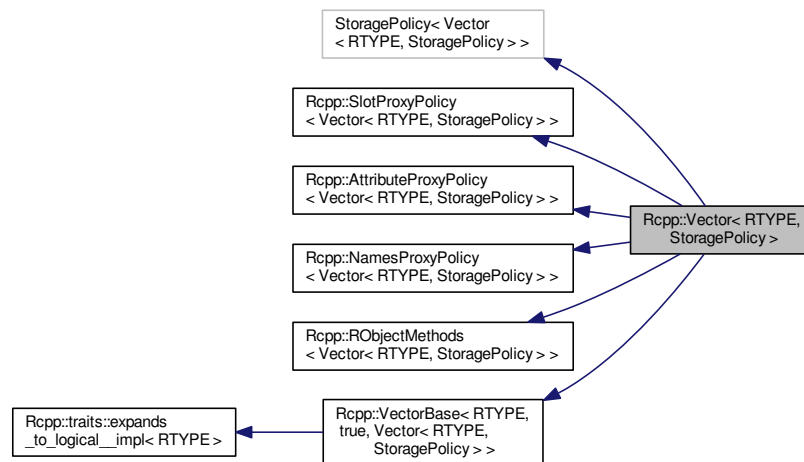 StoragePolicy< Vector
< RTYPE, StoragePolicy > >
Rcpp::SlotProxyPolicy
< Vector< RTYPE, StoragePolicy > >
Rcpp::AttributeProxyPolicy
< Vector< RTYPE, StoragePolicy > >
Rcpp::Vector< RTYPE,
StoragePolicy >
Rcpp::NamesProxyPolicy
< Vector< RTYPE, StoragePolicy > >
Rcpp::RObjectMethods
< Vector< RTYPE, StoragePolicy > >
Rcpp::traits::expands
_to_logical__impl< RTYPE >
Rcpp::VectorBase< RTYPE,
true, Vector< RTYPE,
StoragePolicy > >